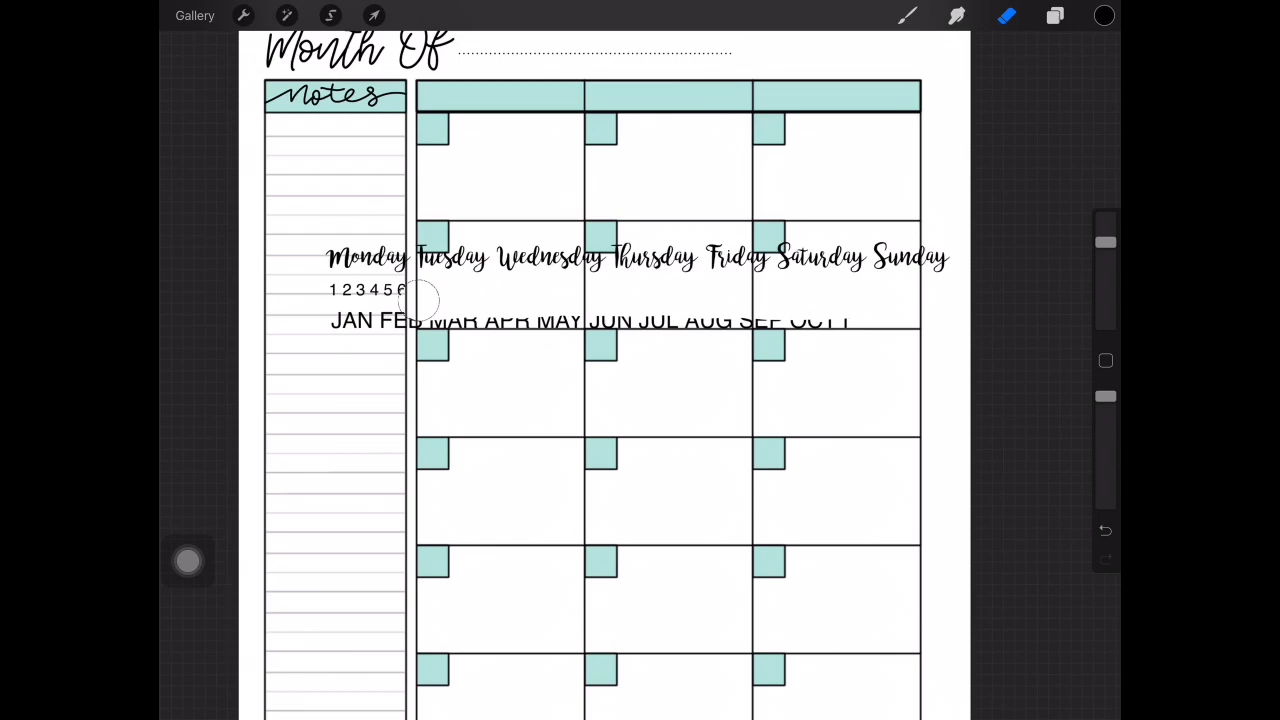 Gallery
Month Of
Notes
Monday Tuesday Wednesday Thursday Friday Saturday Sunday
1 2 3 4 5 6
JAN FEB MAR APR MAY JUN JUL AUG SEP OCT